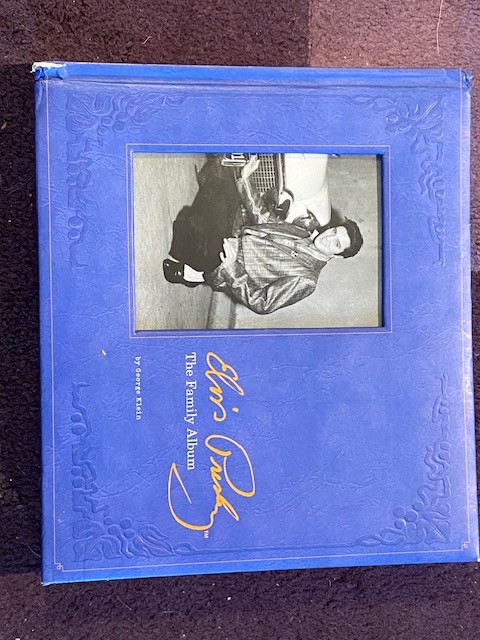 Elvis Presley™
The Family Album
by George Klein